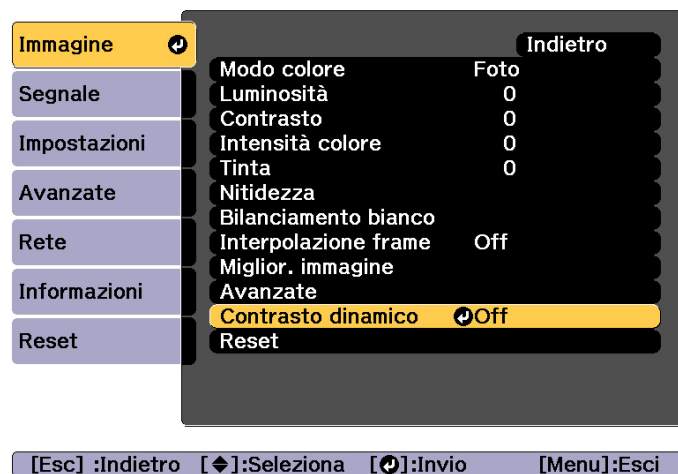 Immagine
Segnale
Impostazioni
Avanzate
Rete
Informazioni
Reset
Indietro
Modo colore Foto
Luminosità 0
Contrasto 0
Intensità colore 0
Tinta 0
Nitidezza
Bilanciamento bianco
Interpolazione frame Off
Miglior. immagine
Avanzate
Contrasto dinamico Off
Reset
[Esc] :Indietro [ ]:Seleziona [ ]:Invio [Menu]:Esci